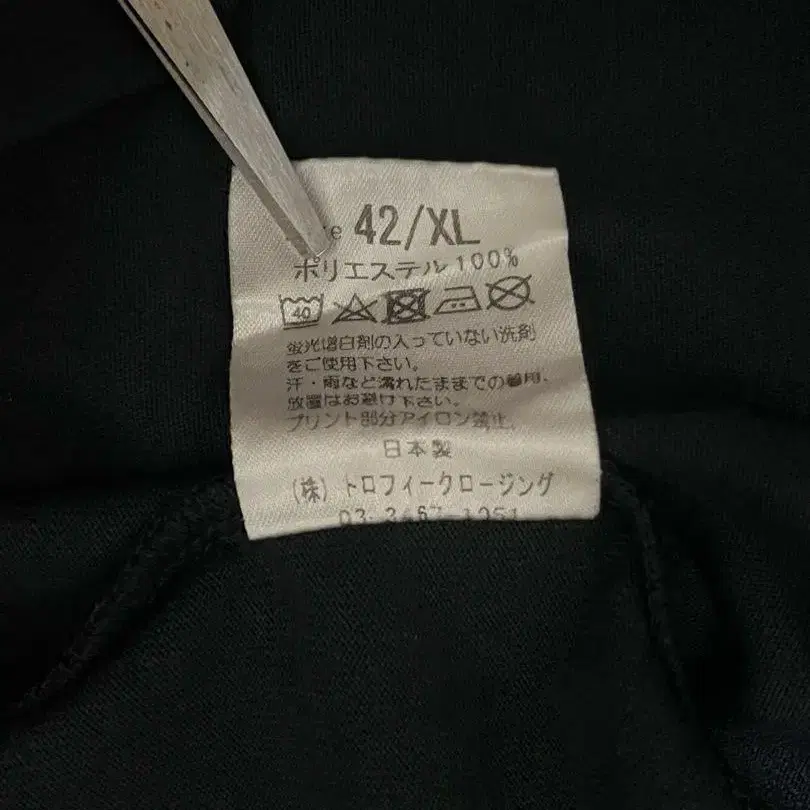 42/XL
ポリエステル 100%
40
蛍光増白剤の入っていない洗剤
をご使用下さい。
汗・雨など濡れたままでの着用、
放置はお避け下さい。
プリント部分アイロン禁止。
日本製
(株)トロフィークロージング